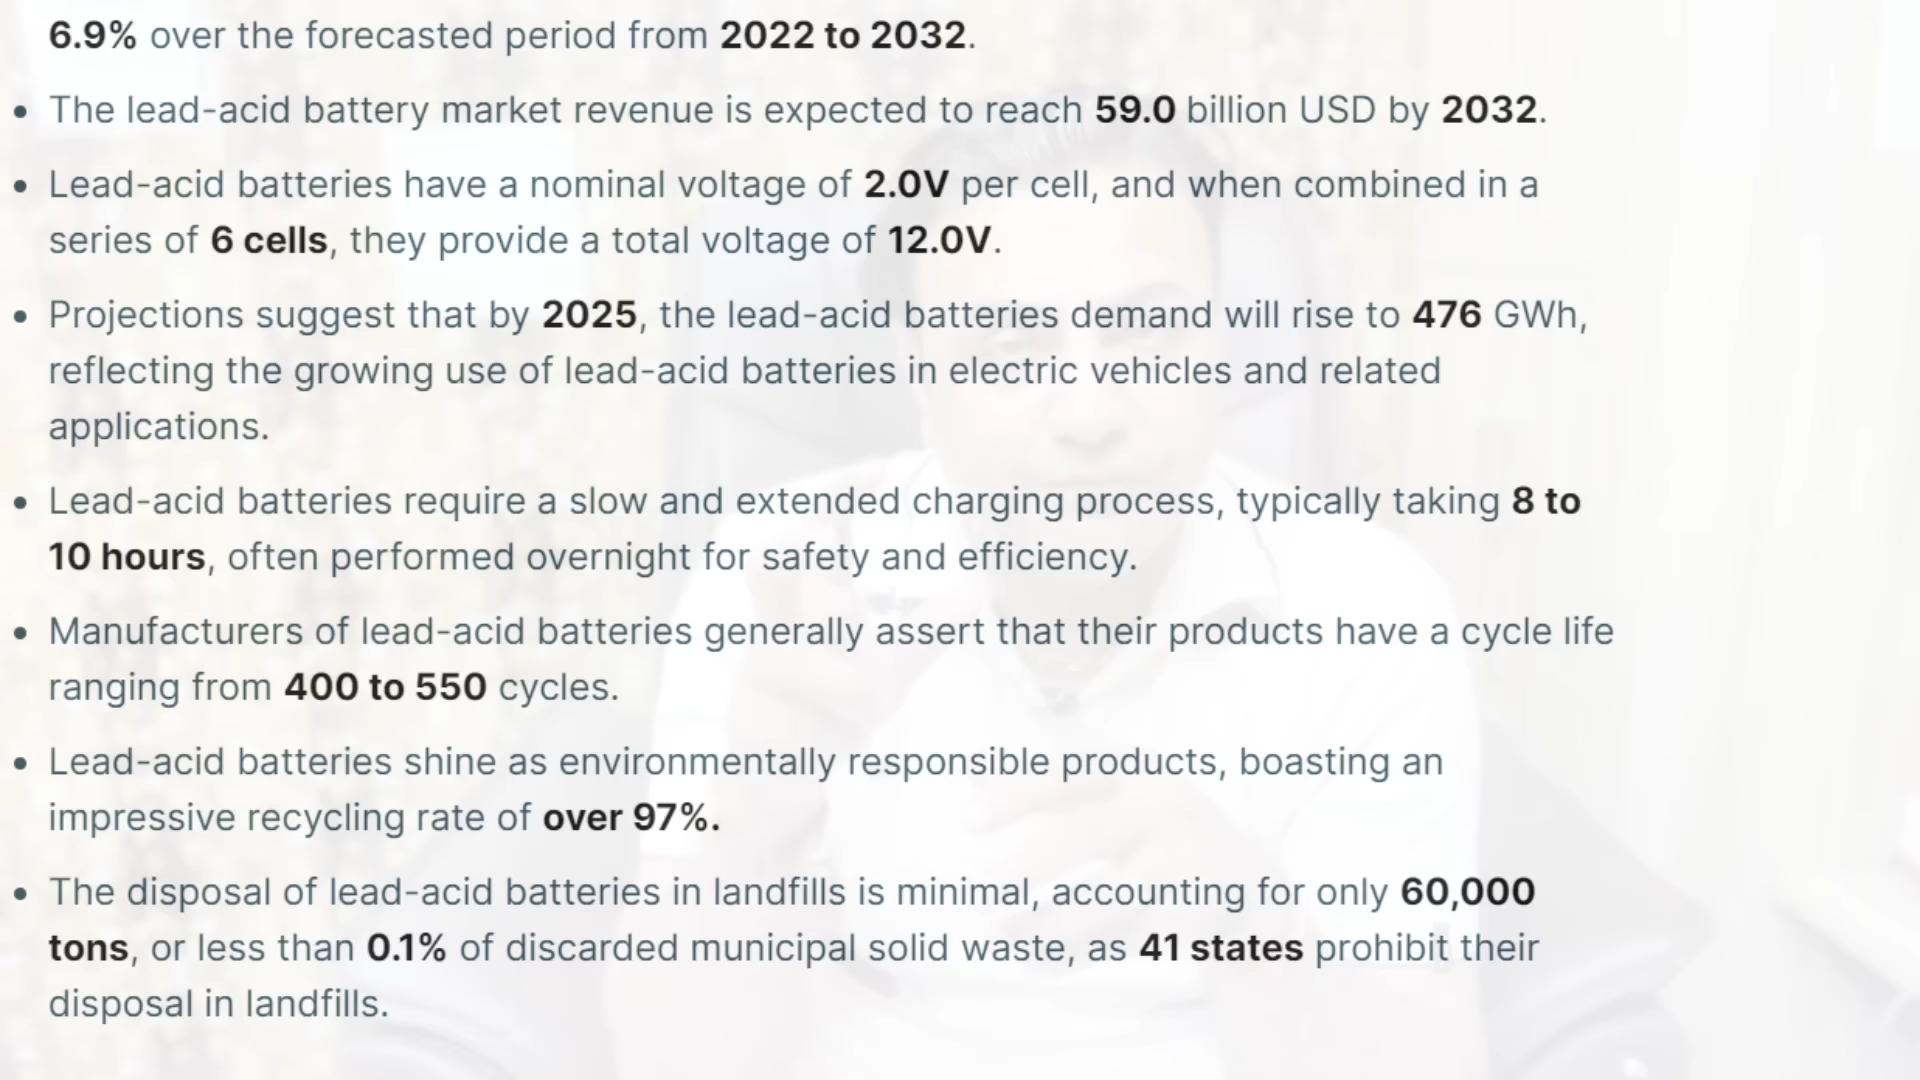 6.9% over the forecasted period from 2022 to 2032.
• The lead-acid battery market revenue is expected to reach 59.0 billion USD by 2032.
• Lead-acid batteries have a nominal voltage of 2.0V per cell, and when combined in a
series of 6 cells, they provide a total voltage of 12.0V.
• Projections suggest that by 2025, the lead-acid batteries demand will rise to 476 GWh,
reflecting the growing use of lead-acid batteries in electric vehicles and related
applications.
• Lead-acid batteries require a slow and extended charging process, typically taking 8 to
10 hours, often performed overnight for safety and efficiency.
• Manufacturers of lead-acid batteries generally assert that their products have a cycle life
ranging from 400 to 550 cycles.
• Lead-acid batteries shine as environmentally responsible products, boasting an
impressive recycling rate of over 97%.
• The disposal of lead-acid batteries in landfills is minimal, accounting for only 60,000
tons, or less than 0.1% of discarded municipal solid waste, as 41 states prohibit their
disposal in landfills.